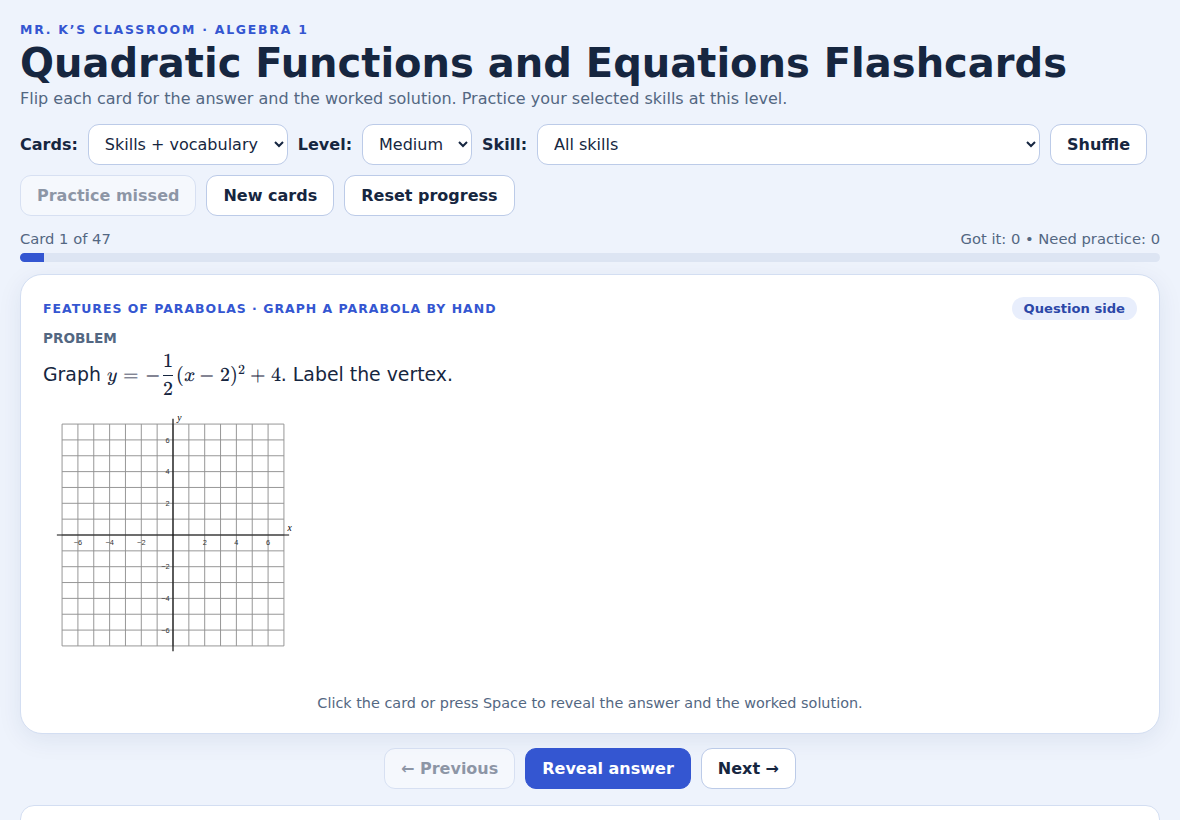 MR. K'S CLASSROOM · ALGEBRA 1
Quadratic Functions and Equations Flashcards
Flip each card for the answer and the worked solution. Practice your selected skills at this level.
Cards: Skills + vocabulary Level: Medium Skill: All skills Shuffle
Practice missed New cards Reset progress
Card 1 of 47 Got it: 0 • Need practice: 0
FEATURES OF PARABOLAS · GRAPH A PARABOLA BY HAND Question side
PROBLEM
Graph y = −1/2(x − 2)² + 4. Label the vertex.
y
6
4
2
x
−6 −4 −2 2 4 6
−2
−4
−6
Click the card or press Space to reveal the answer and the worked solution.
← Previous Reveal answer Next →